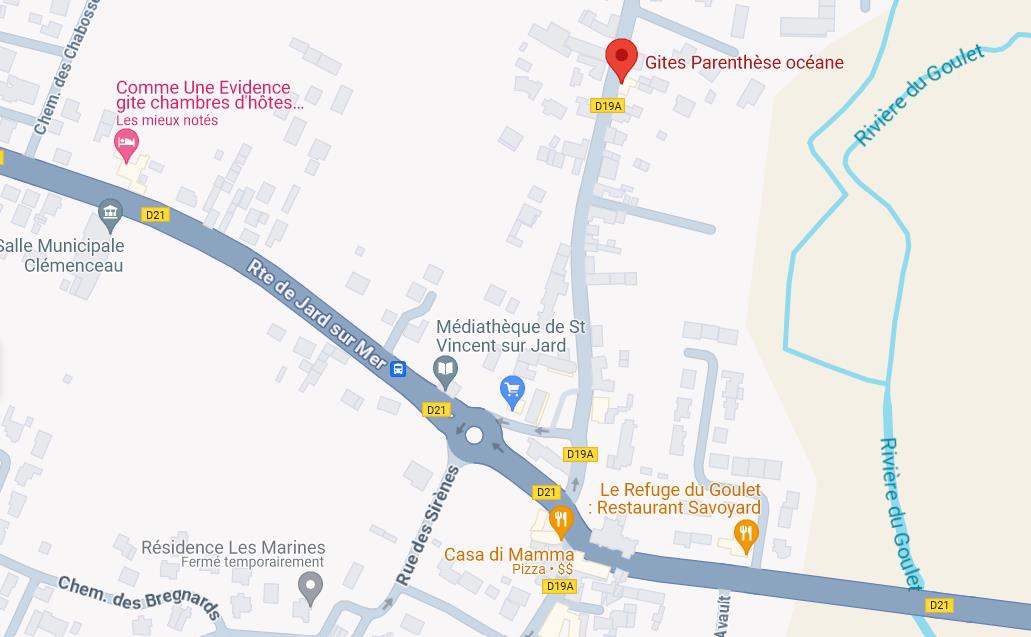 Chem. des Chabosse
Gites Parenthèse océane
Rivière du Goulet
Comme Une Evidence
gite chambres d'hôtes...
Les mieux notés
D19A
D21
Salle Municipale
Clémenceau
Rte de Jard sur Mer
Médiathèque de St
Vincent sur Jard
D21
D19A
D21
Le Refuge du Goulet
: Restaurant Savoyard
Rivière du Goulet
Rue des Sirènes
Casa di Mamma
Pizza • $$
D19A
Résidence Les Marines
Fermé temporairement
Chem. des Bregnards
Avault
D21